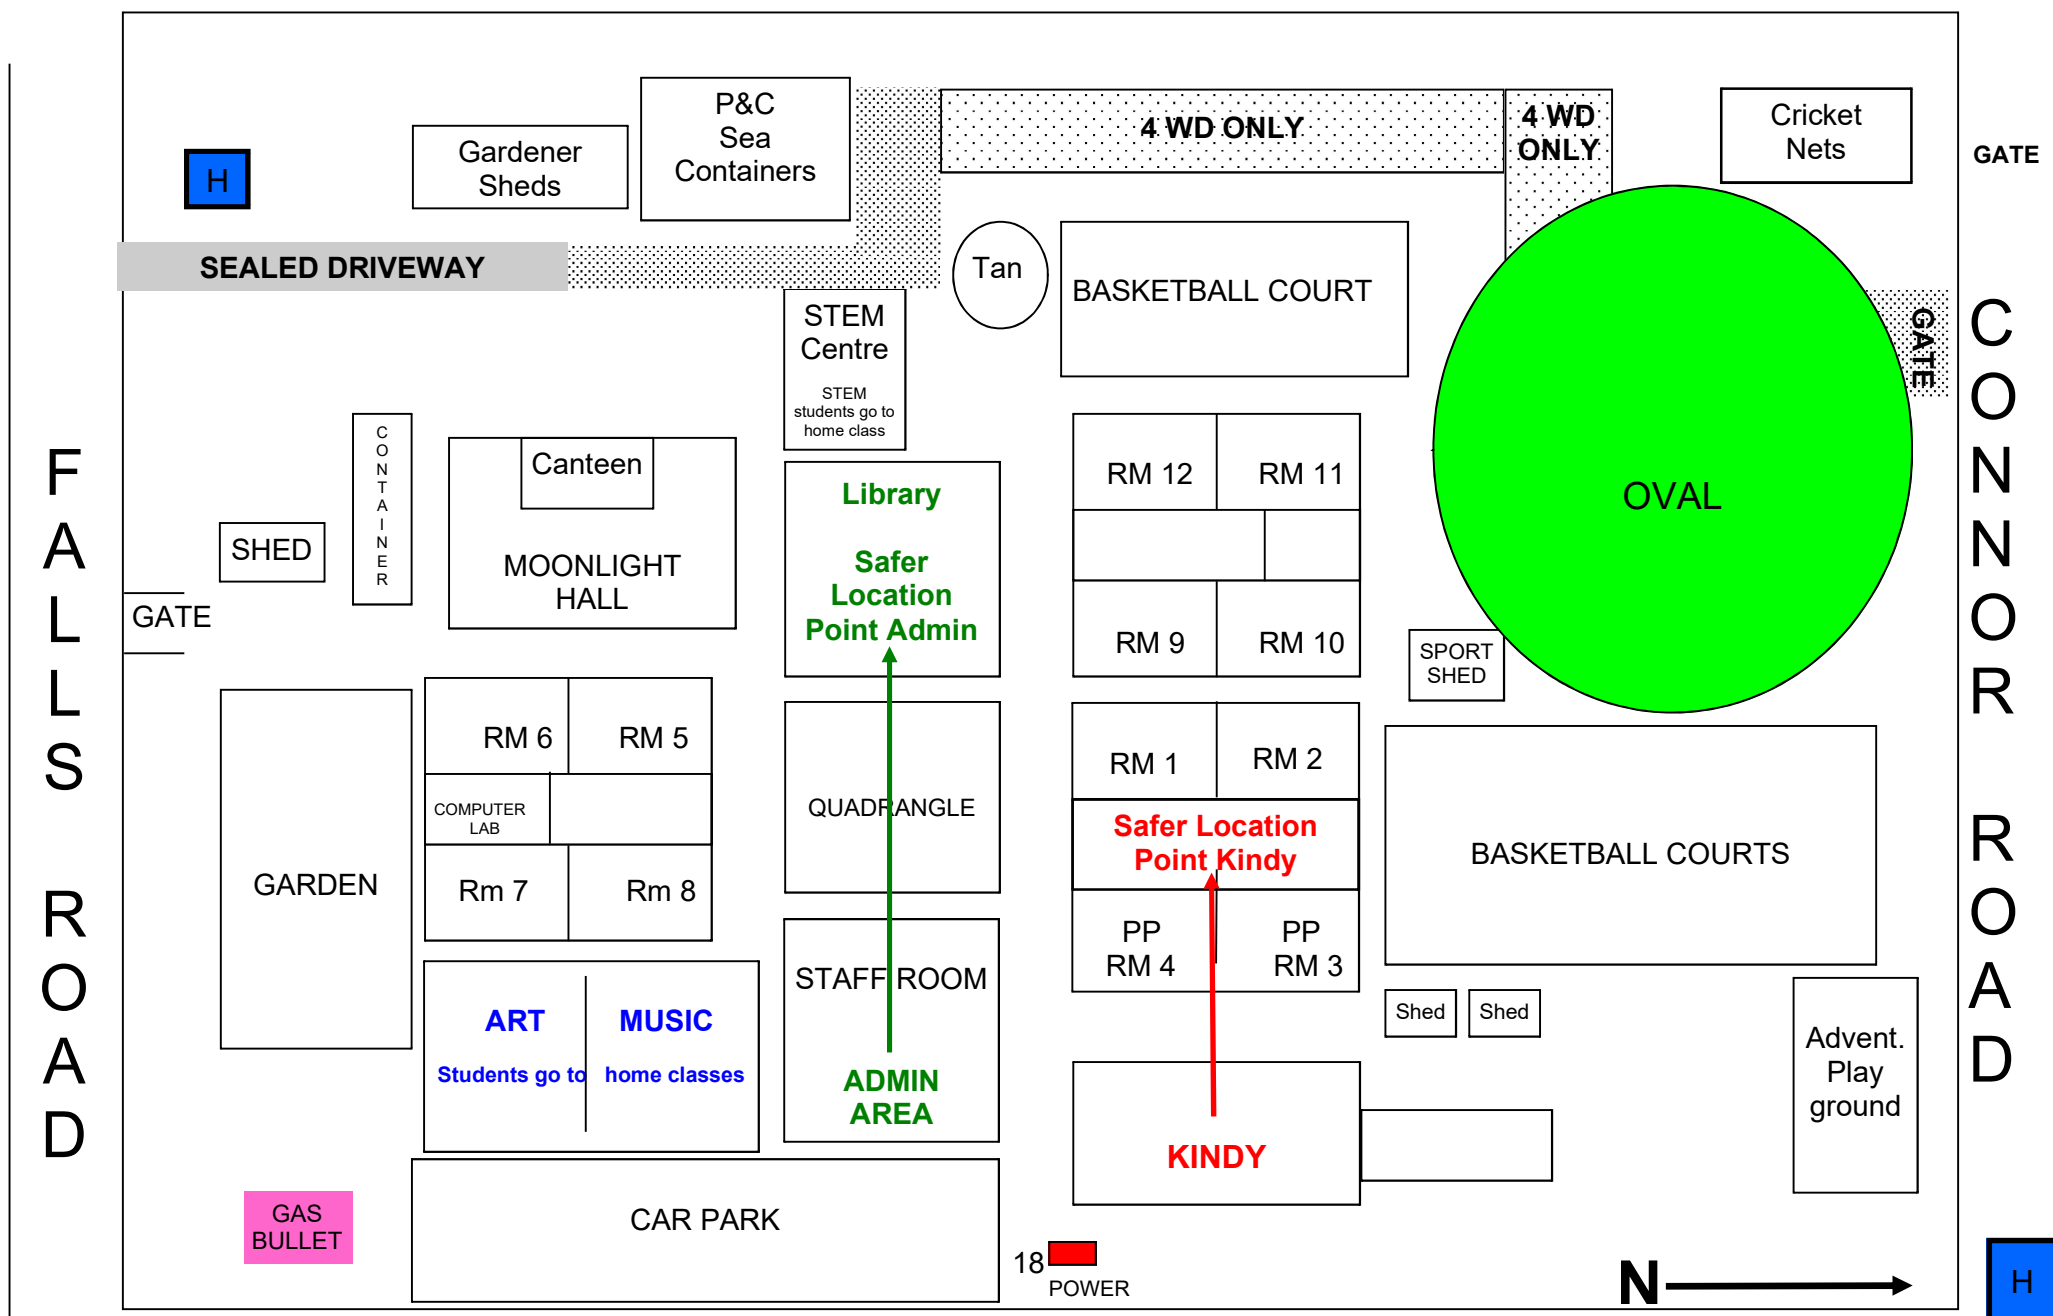 P&C
Sea
Containers
4 WD ONLY
4 WD
ONLY
Cricket
Nets
GATE
Gardener
Sheds
H
SEALED DRIVEWAY
Tan
BASKETBALL COURT
GATE
STEM
Centre
STEM
students go to
home class
CONTAINER
Canteen
MOONLIGHT
HALL
Library
Safer
Location
Point Admin
RM 12
RM 11
RM 9
RM 10
OVAL
SHED
GATE
SPORT
SHED
FALLS ROAD
CONNOR ROAD
RM 6
RM 5
COMPUTER
LAB
Rm 7
Rm 8
GARDEN
QUADRANGLE
RM 1
RM 2
Safer Location
Point Kindy
PP
RM 4
PP
RM 3
BASKETBALL COURTS
STAFF ROOM
ADMIN
AREA
ART
MUSIC
Students go to
home classes
Shed
Shed
Advent.
Play
ground
KINDY
GAS
BULLET
CAR PARK
18
POWER
N
H